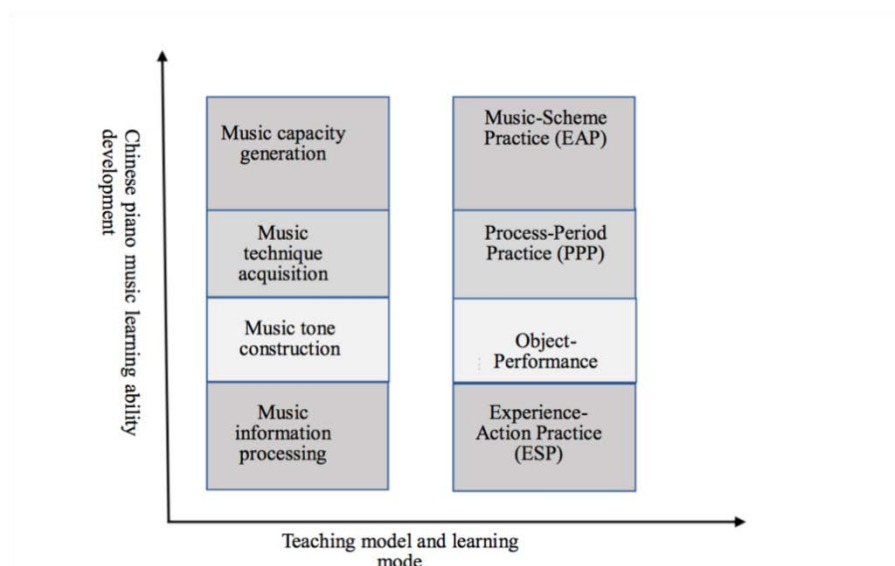 Chinese piano music learning ability
development
Music capacity
generation
Music
technique
acquisition
Music tone
construction
Music
information
processing
Music-Scheme
Practice (EAP)
Process-Period
Practice (PPP)
Object-
Performance
Experience-
Action Practice
(ESP)
Teaching model and learning
mode